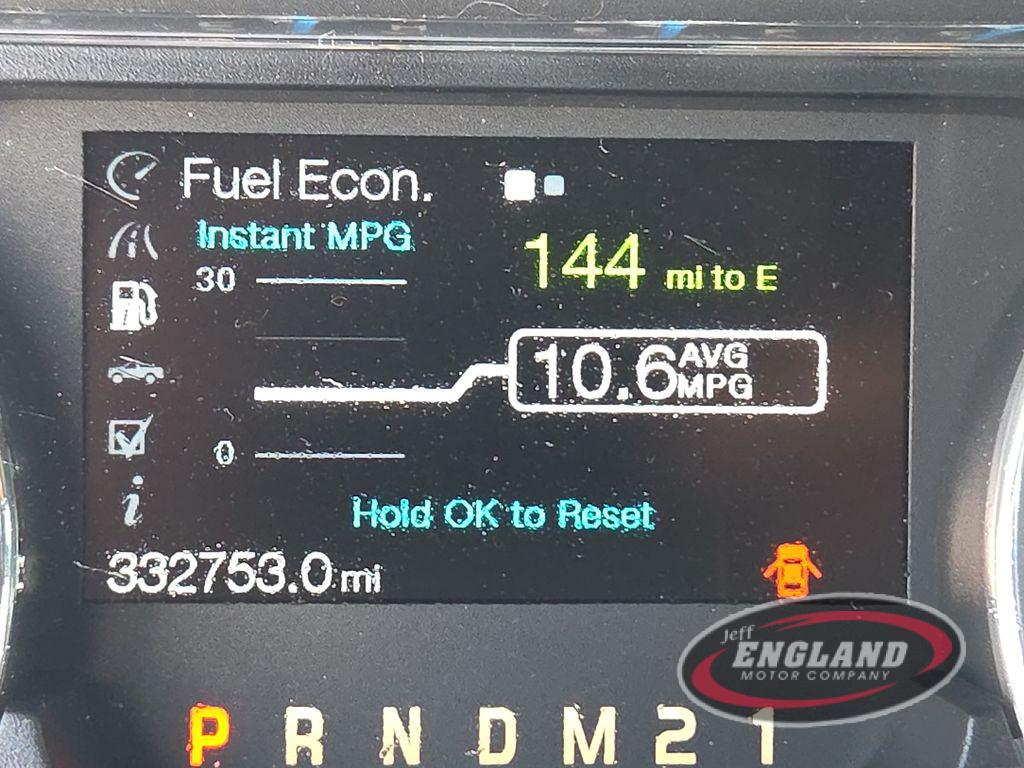 Fuel Econ.
Instant MPG
30
144 mi to E
10.6 AVG MPG
0
Hold OK to Reset
332753.0 mi
Jeff
ENGLAND
MOTOR COMPANY
P R N D M 2 1